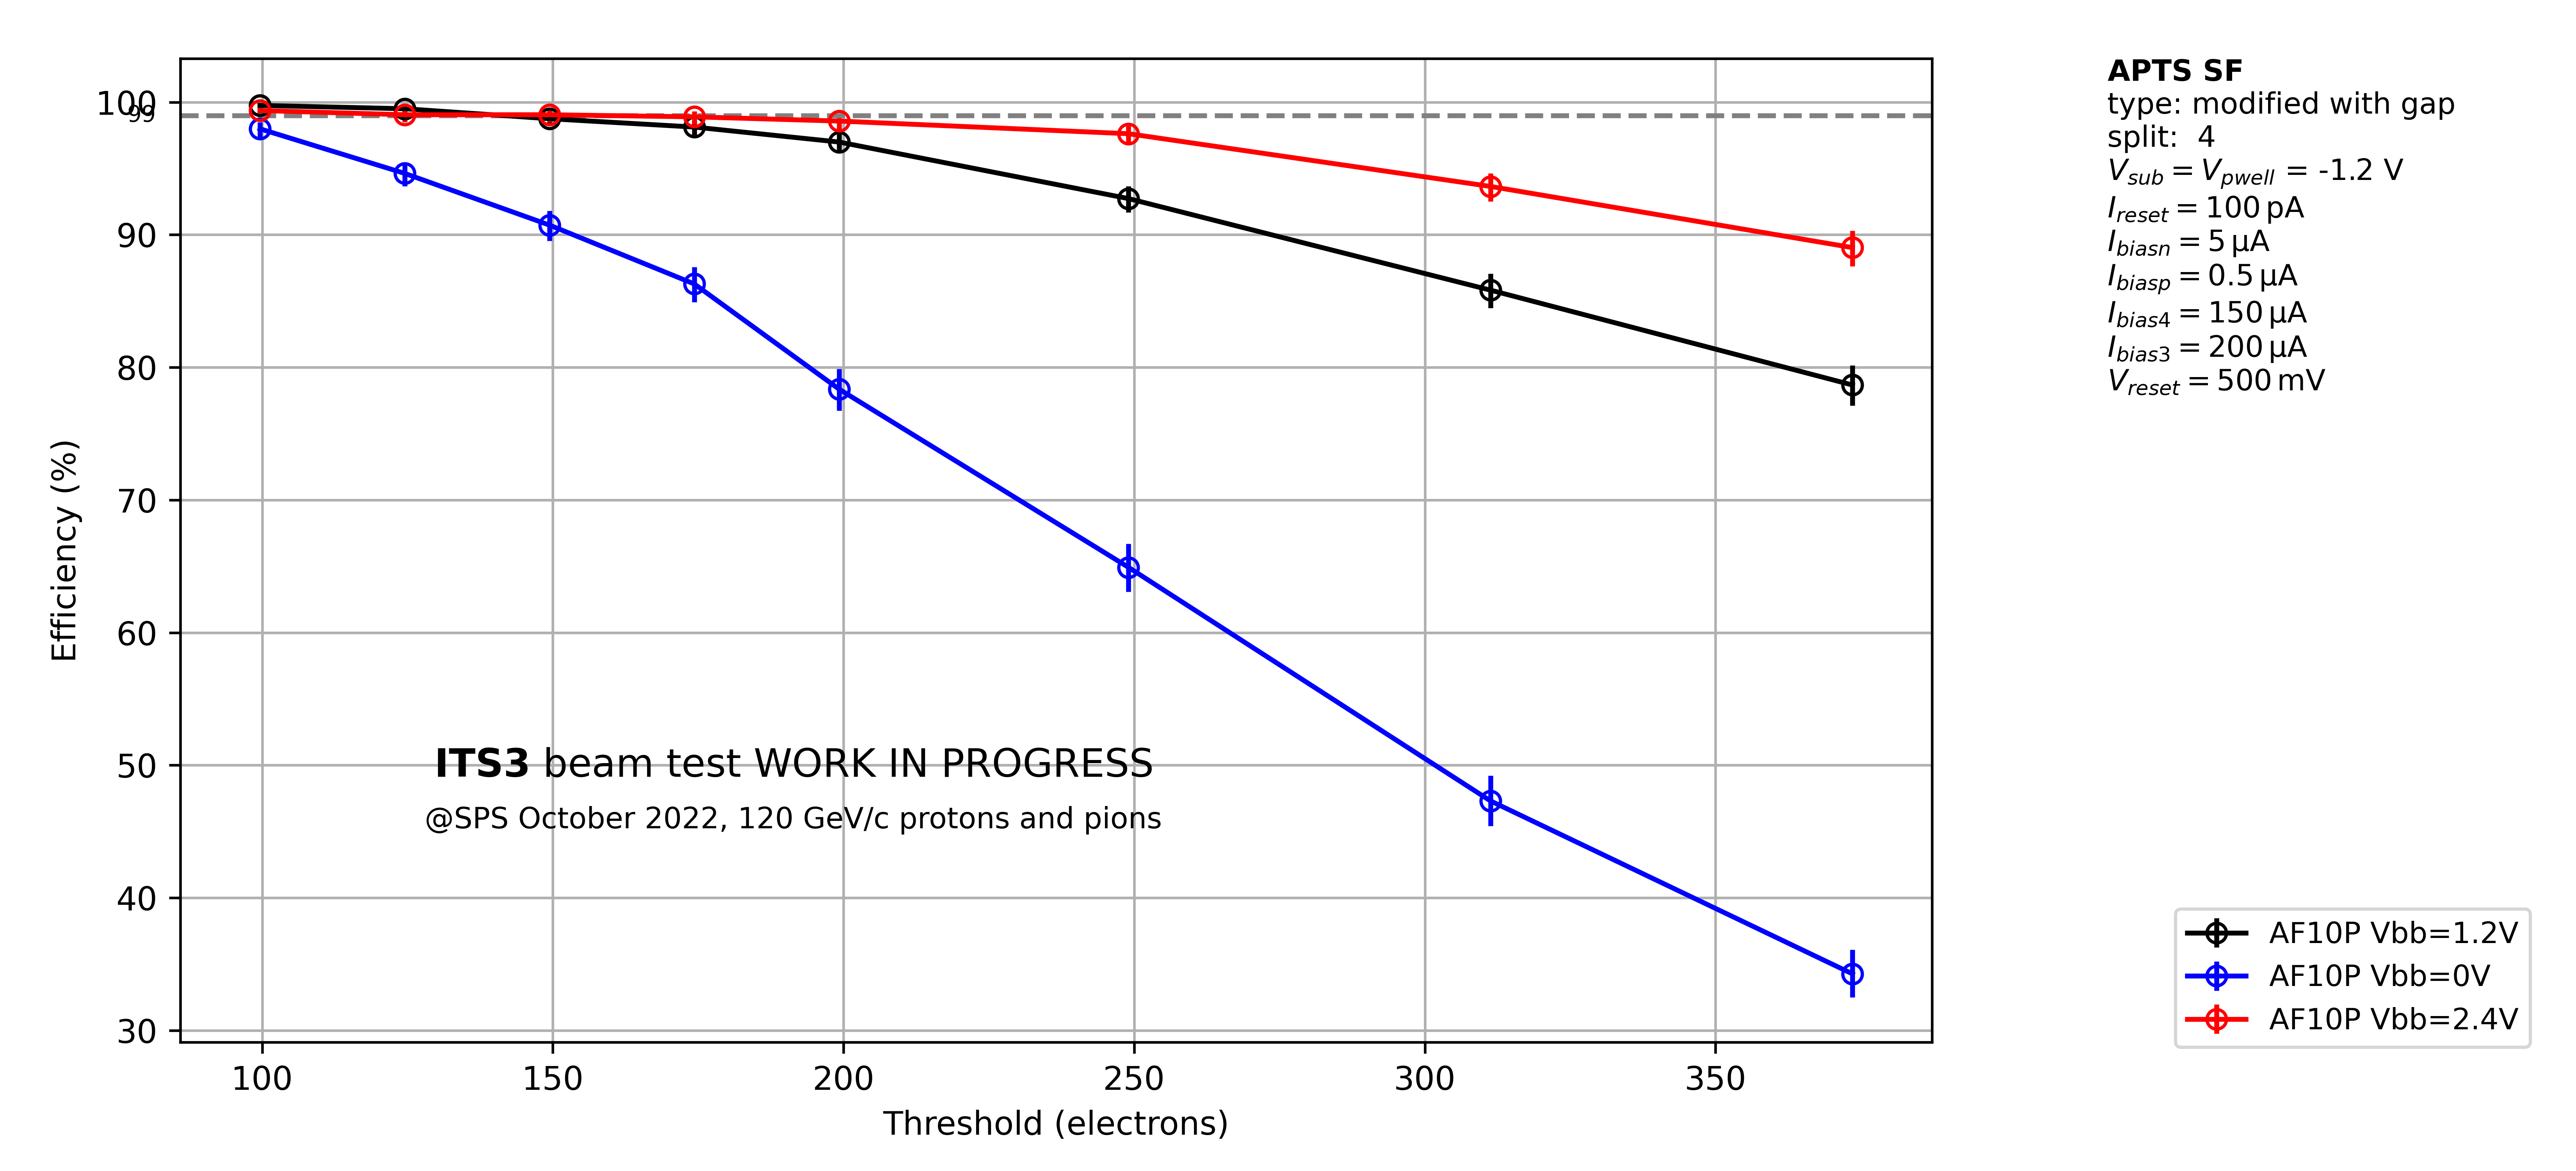 APTS SF
type: modified with gap
split: 4
V_sub = V_pwell = -1.2 V
I_reset = 100 pA
I_biasn = 5 µA
I_biasp = 0.5 µA
I_bias4 = 150 µA
I_bias3 = 200 µA
V_reset = 500 mV
100
99
90
80
70
60
50
40
30
Efficiency (%)
ITS3 beam test WORK IN PROGRESS
@SPS October 2022, 120 GeV/c protons and pions
AF10P Vbb=1.2V
AF10P Vbb=0V
AF10P Vbb=2.4V
100 150 200 250 300 350
Threshold (electrons)